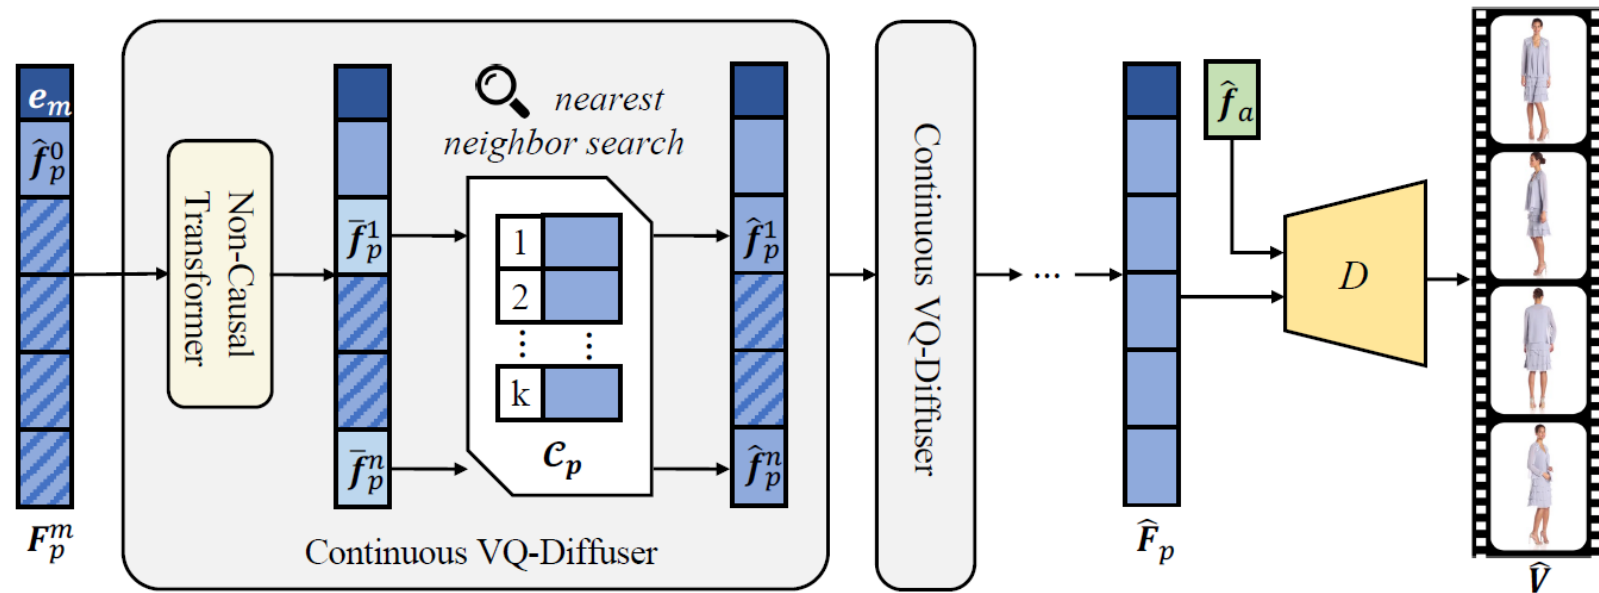 e_m
f̂_p^0
F_p^m
Non-Causal
Transformer
f̄_p^1
f̄_p^n
nearest
neighbor search
1
2
⋮ ⋮
k
𝓒_p
f̂_p^1
f̂_p^n
Continuous VQ-Diffuser
Continuous VQ-Diffuser
...
F̂_p
f̂_a
D
V̂